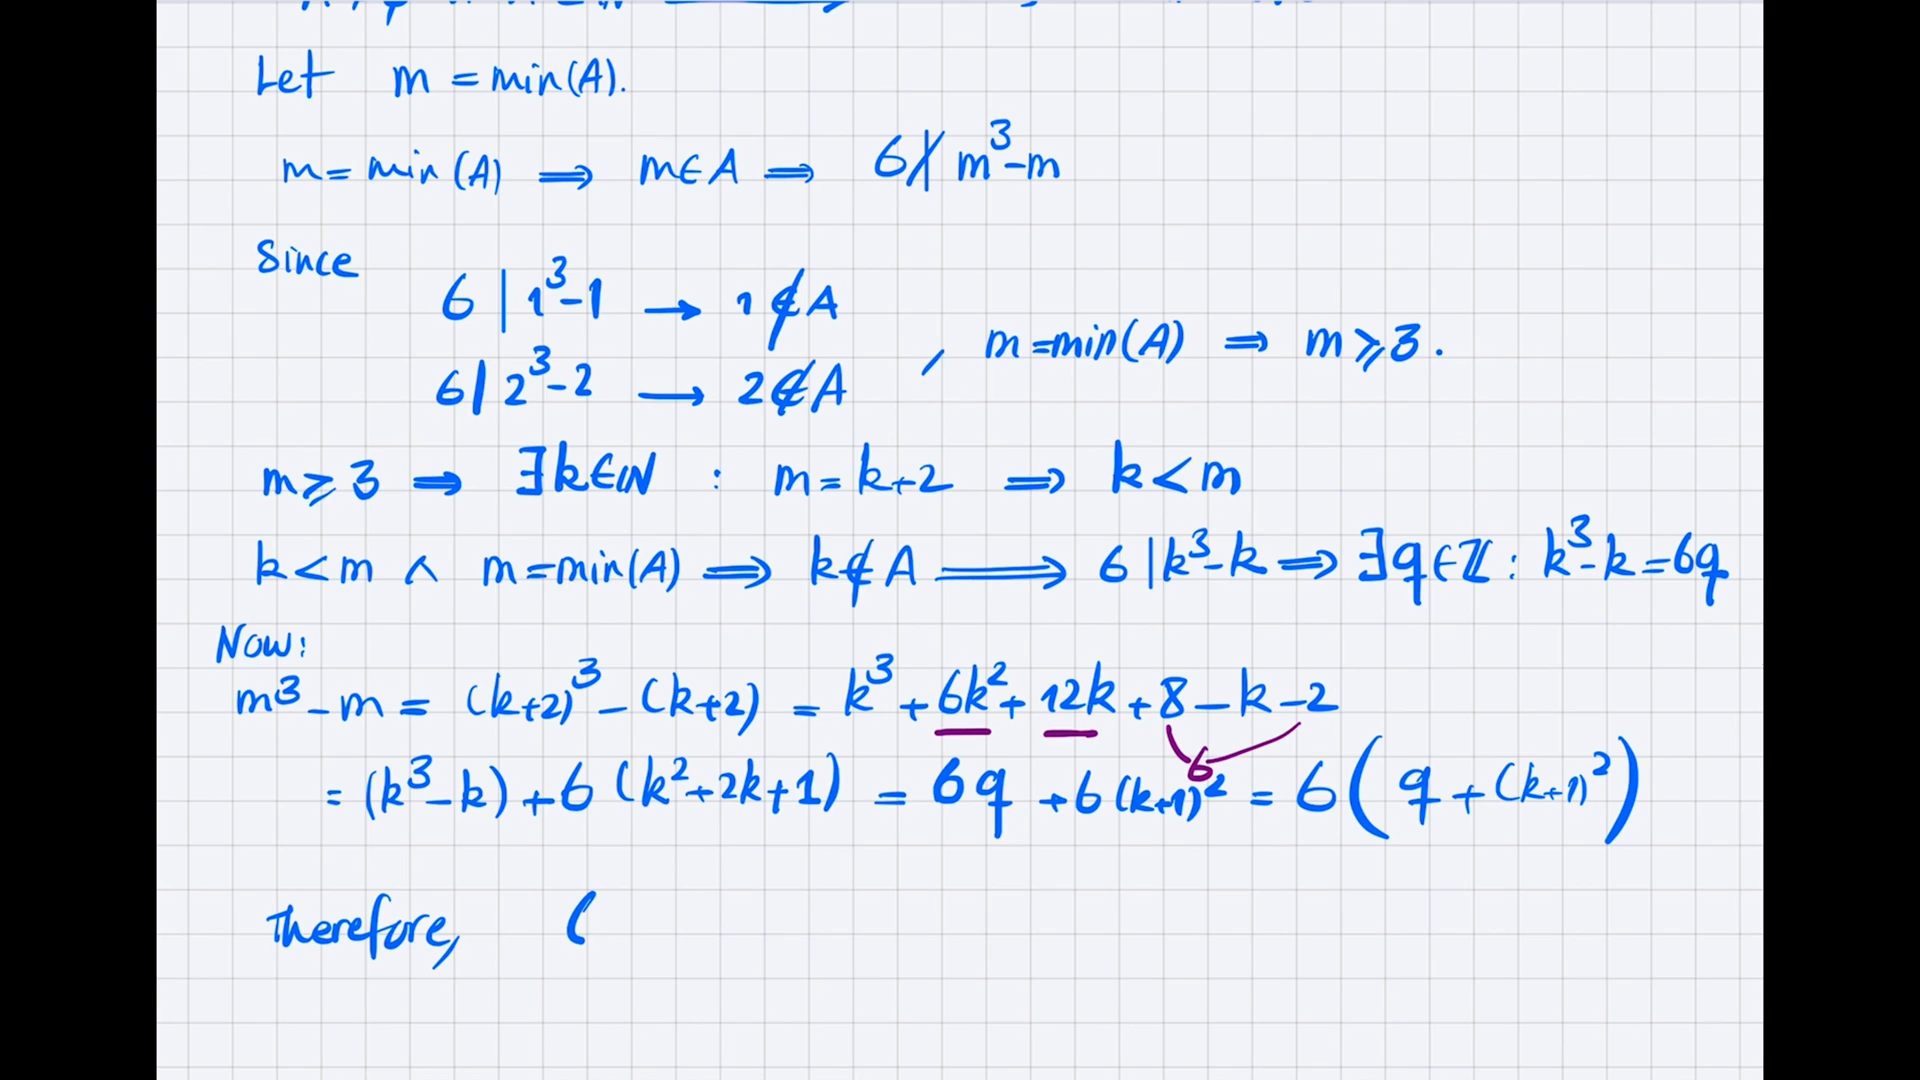 Let m = min(A).
m = min (A) ⟹ m∈A ⟹ 6∤m³-m
Since
6 | 1³-1 → 1∉A
6 | 2³-2 → 2∉A , m=min(A) ⟹ m⩾3.
m⩾3 ⟹ ∃k∈ℕ : m = k+2 ⟹ k<m
k<m ∧ m=min(A) ⟹ k∉A ⟹ 6|k³-k ⟹ ∃q∈ℤ: k³-k=6q
Now:
m³-m = (k+2)³-(k+2) = k³+6k²+12k+8-k-2
6
= (k³-k)+6(k²+2k+1) = 6q +6(k+1)² = 6(q+(k+1)²)
Therefore, (